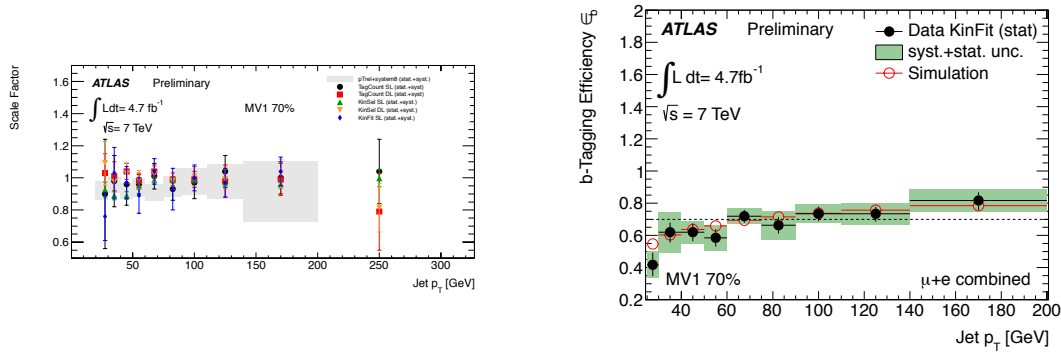 Scale Factor
1.6
1.4
1.2
1
0.8
0.6
ATLAS Preliminary
∫ Ldt= 4.7 fb-1
√s= 7 TeV
pTrel+system8 (stat.+syst.)
TagCount SL (stat.+syst)
TagCount DL (stat.+syst)
KinSel SL (stat.+syst.)
KinSel DL (stat.+syst.)
KinFit SL (stat.+syst.)
MV1 70%
50 100 150 200 250 300
Jet pT [GeV]
b-Tagging Efficiency ∈b
2
1.8
1.6
1.4
1.2
1
0.8
0.6
0.4
0.2
ATLAS Preliminary
∫ L dt= 4.7fb-1
√s = 7 TeV
Data KinFit (stat)
syst.+stat. unc.
Simulation
MV1 70%
μ+e combined
40 60 80 100 120 140 160 180 200
Jet pT [GeV]